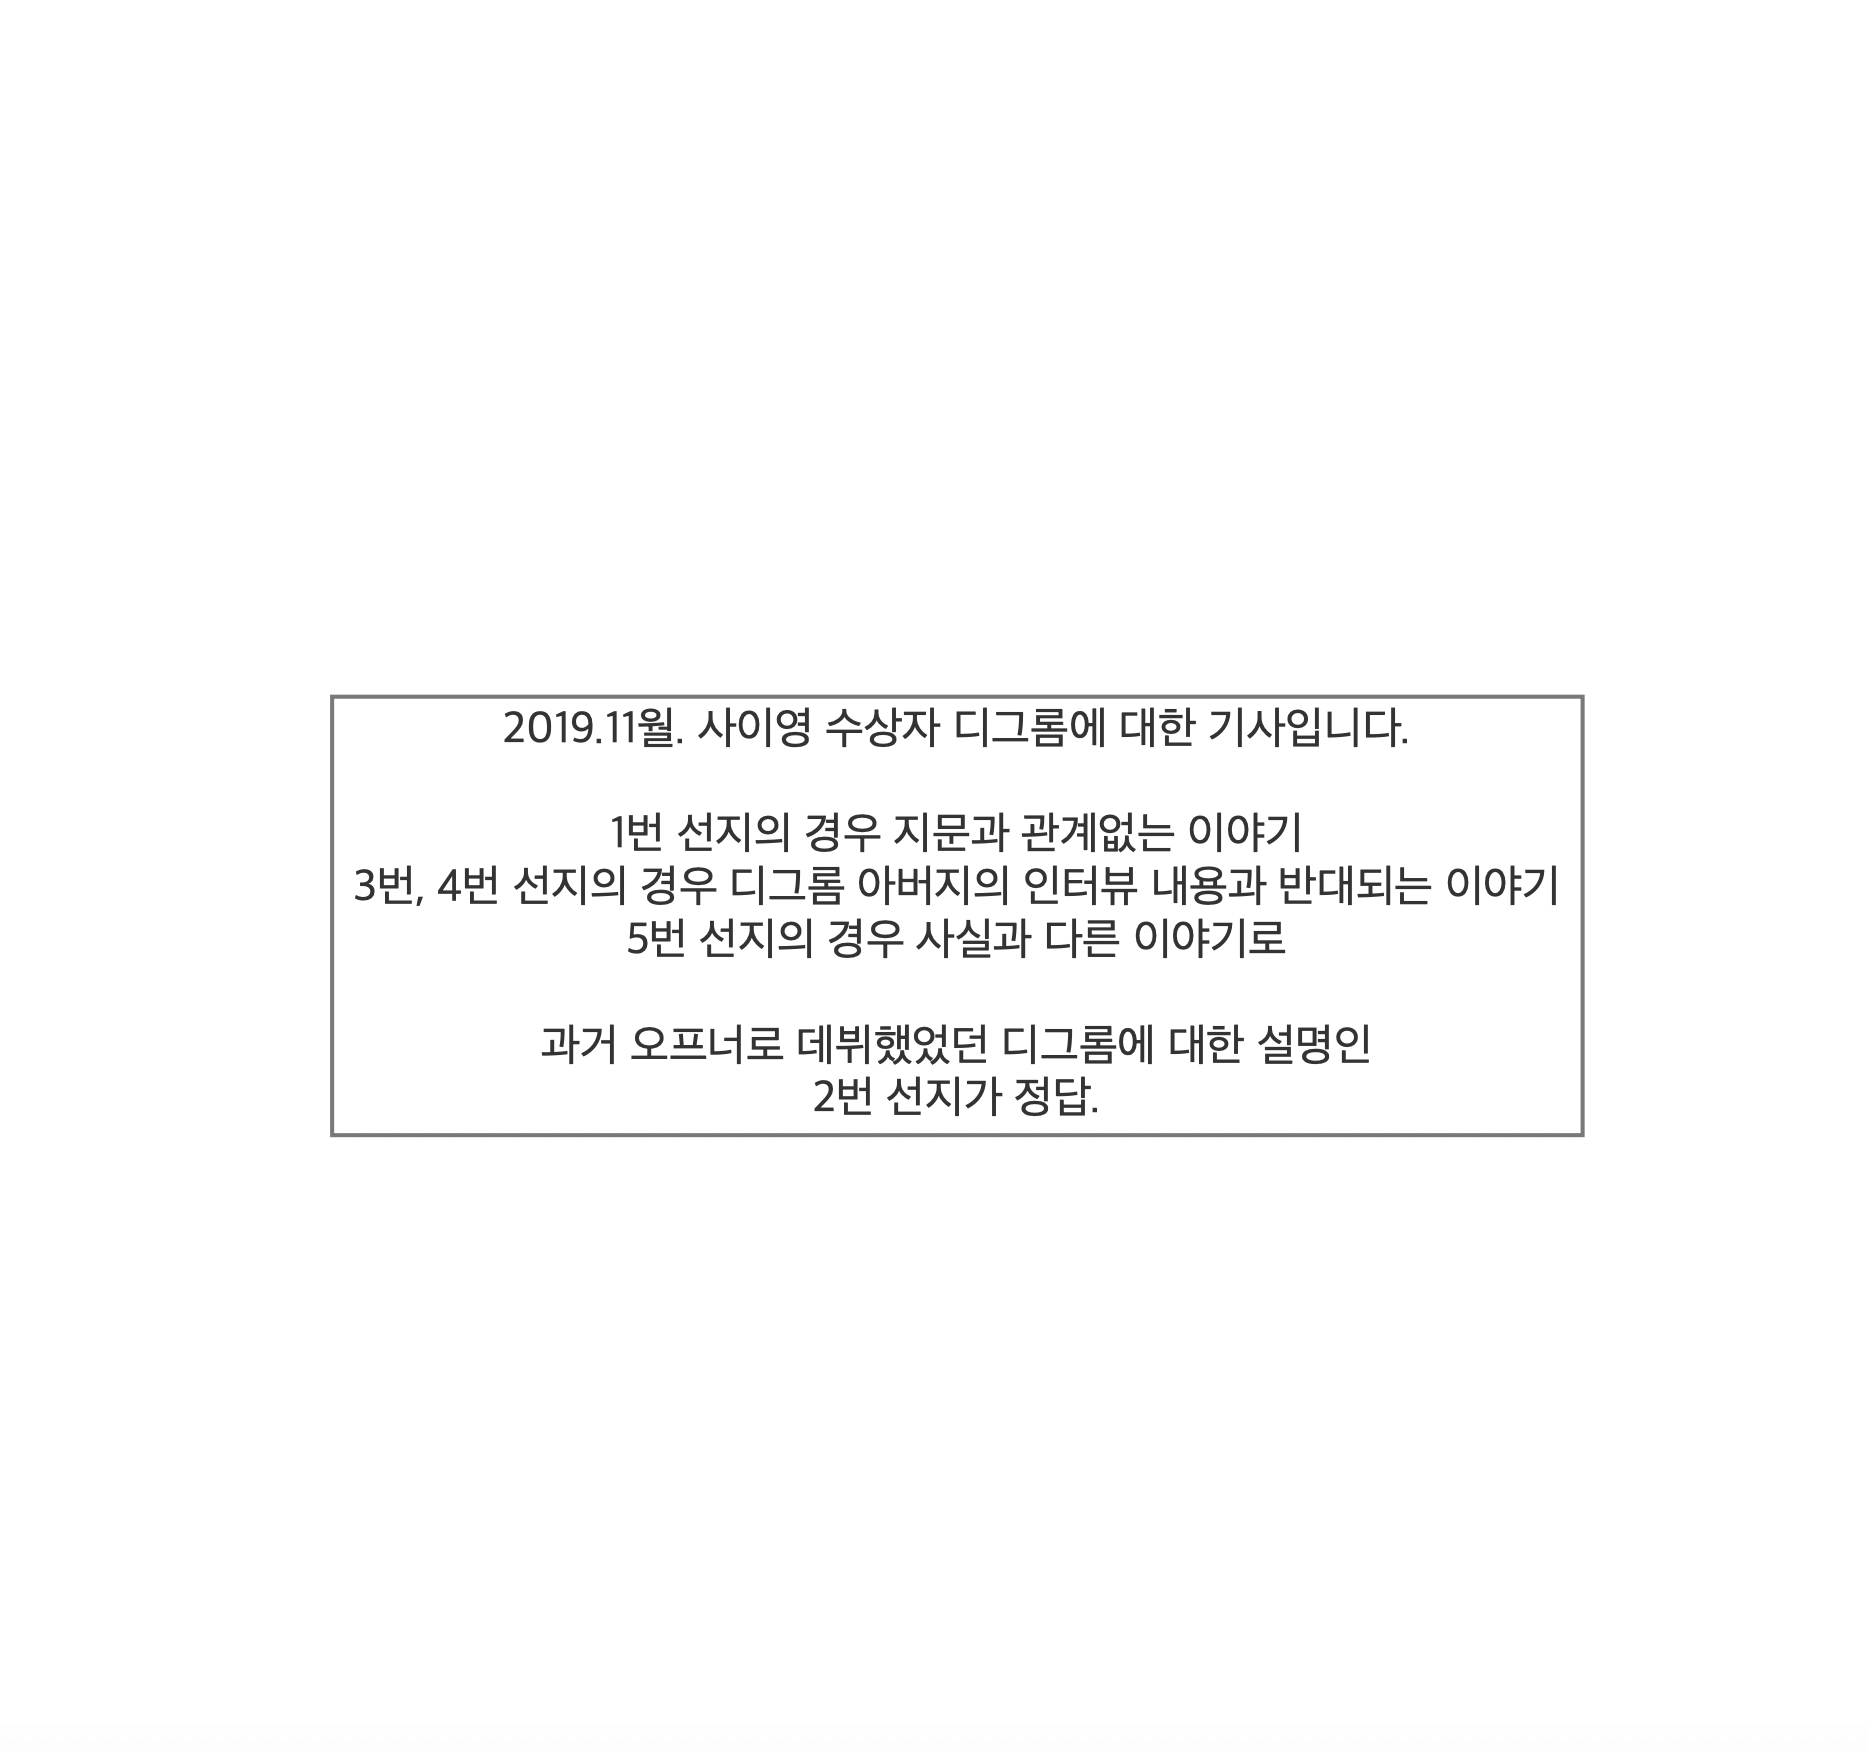 2019.11월. 사이영 수상자 디그롬에 대한 기사입니다.
1번 선지의 경우 지문과 관계없는 이야기
3번, 4번 선지의 경우 디그롬 아버지의 인터뷰 내용과 반대되는 이야기
5번 선지의 경우 사실과 다른 이야기로
과거 오프너로 데뷔했었던 디그롬에 대한 설명인
2번 선지가 정답.